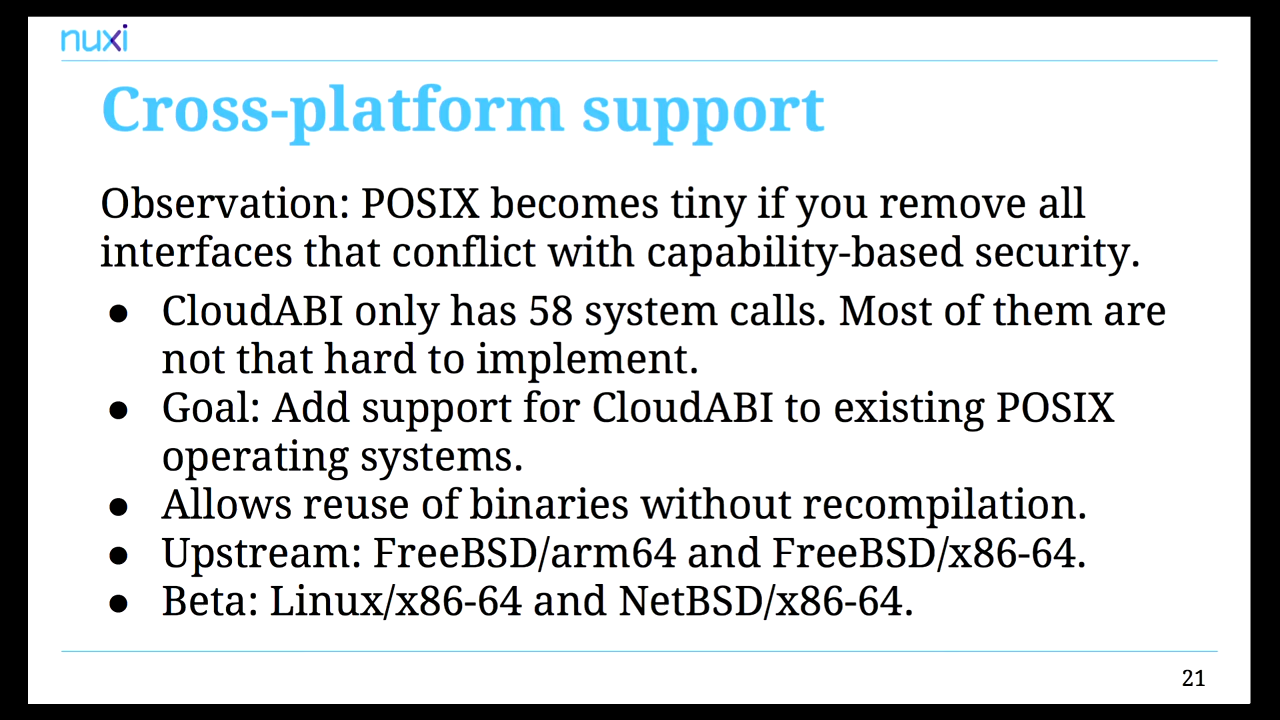 nuxi
Cross-platform support
Observation: POSIX becomes tiny if you remove all
interfaces that conflict with capability-based security.
● CloudABI only has 58 system calls. Most of them are
not that hard to implement.
● Goal: Add support for CloudABI to existing POSIX
operating systems.
● Allows reuse of binaries without recompilation.
● Upstream: FreeBSD/arm64 and FreeBSD/x86-64.
● Beta: Linux/x86-64 and NetBSD/x86-64.
21